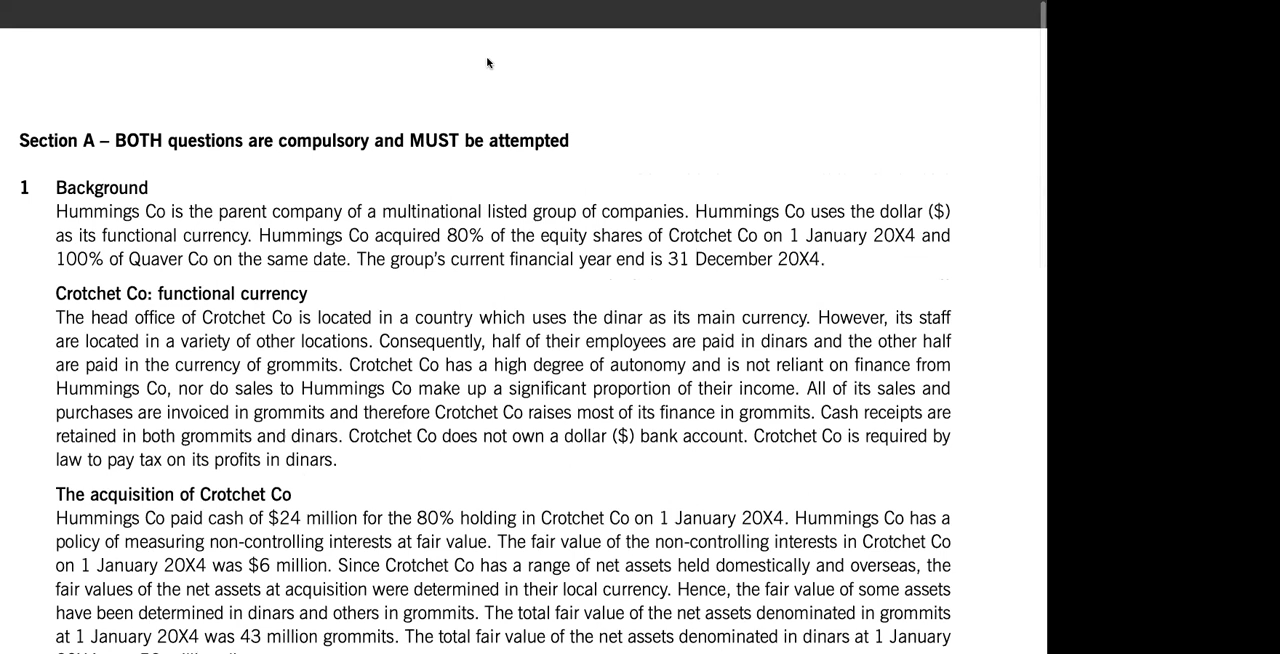 Section A – BOTH questions are compulsory and MUST be attempted
1 Background
Hummings Co is the parent company of a multinational listed group of companies. Hummings Co uses the dollar ($)
as its functional currency. Hummings Co acquired 80% of the equity shares of Crotchet Co on 1 January 20X4 and
100% of Quaver Co on the same date. The group's current financial year end is 31 December 20X4.
Crotchet Co: functional currency
The head office of Crotchet Co is located in a country which uses the dinar as its main currency. However, its staff
are located in a variety of other locations. Consequently, half of their employees are paid in dinars and the other half
are paid in the currency of grommits. Crotchet Co has a high degree of autonomy and is not reliant on finance from
Hummings Co, nor do sales to Hummings Co make up a significant proportion of their income. All of its sales and
purchases are invoiced in grommits and therefore Crotchet Co raises most of its finance in grommits. Cash receipts are
retained in both grommits and dinars. Crotchet Co does not own a dollar ($) bank account. Crotchet Co is required by
law to pay tax on its profits in dinars.
The acquisition of Crotchet Co
Hummings Co paid cash of $24 million for the 80% holding in Crotchet Co on 1 January 20X4. Hummings Co has a
policy of measuring non-controlling interests at fair value. The fair value of the non-controlling interests in Crotchet Co
on 1 January 20X4 was $6 million. Since Crotchet Co has a range of net assets held domestically and overseas, the
fair values of the net assets at acquisition were determined in their local currency. Hence, the fair value of some assets
have been determined in dinars and others in grommits. The total fair value of the net assets denominated in grommits
at 1 January 20X4 was 43 million grommits. The total fair value of the net assets denominated in dinars at 1 January